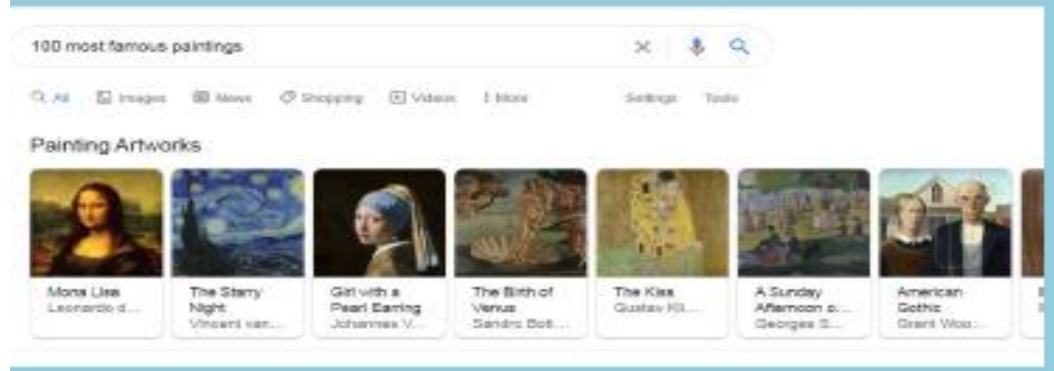 100 most famous paintings
All Images News Shopping Videos More Settings Tools
Painting Artworks
Mona Lisa
Leonardo d...
The Starry
Night
Vincent van...
Girl with a
Pearl Earring
Johannes V...
The Birth of
Venus
Sandro Bott...
The Kiss
Gustav Kli...
A Sunday
Afternoon o...
Georges S...
American
Gothic
Grant Woo...